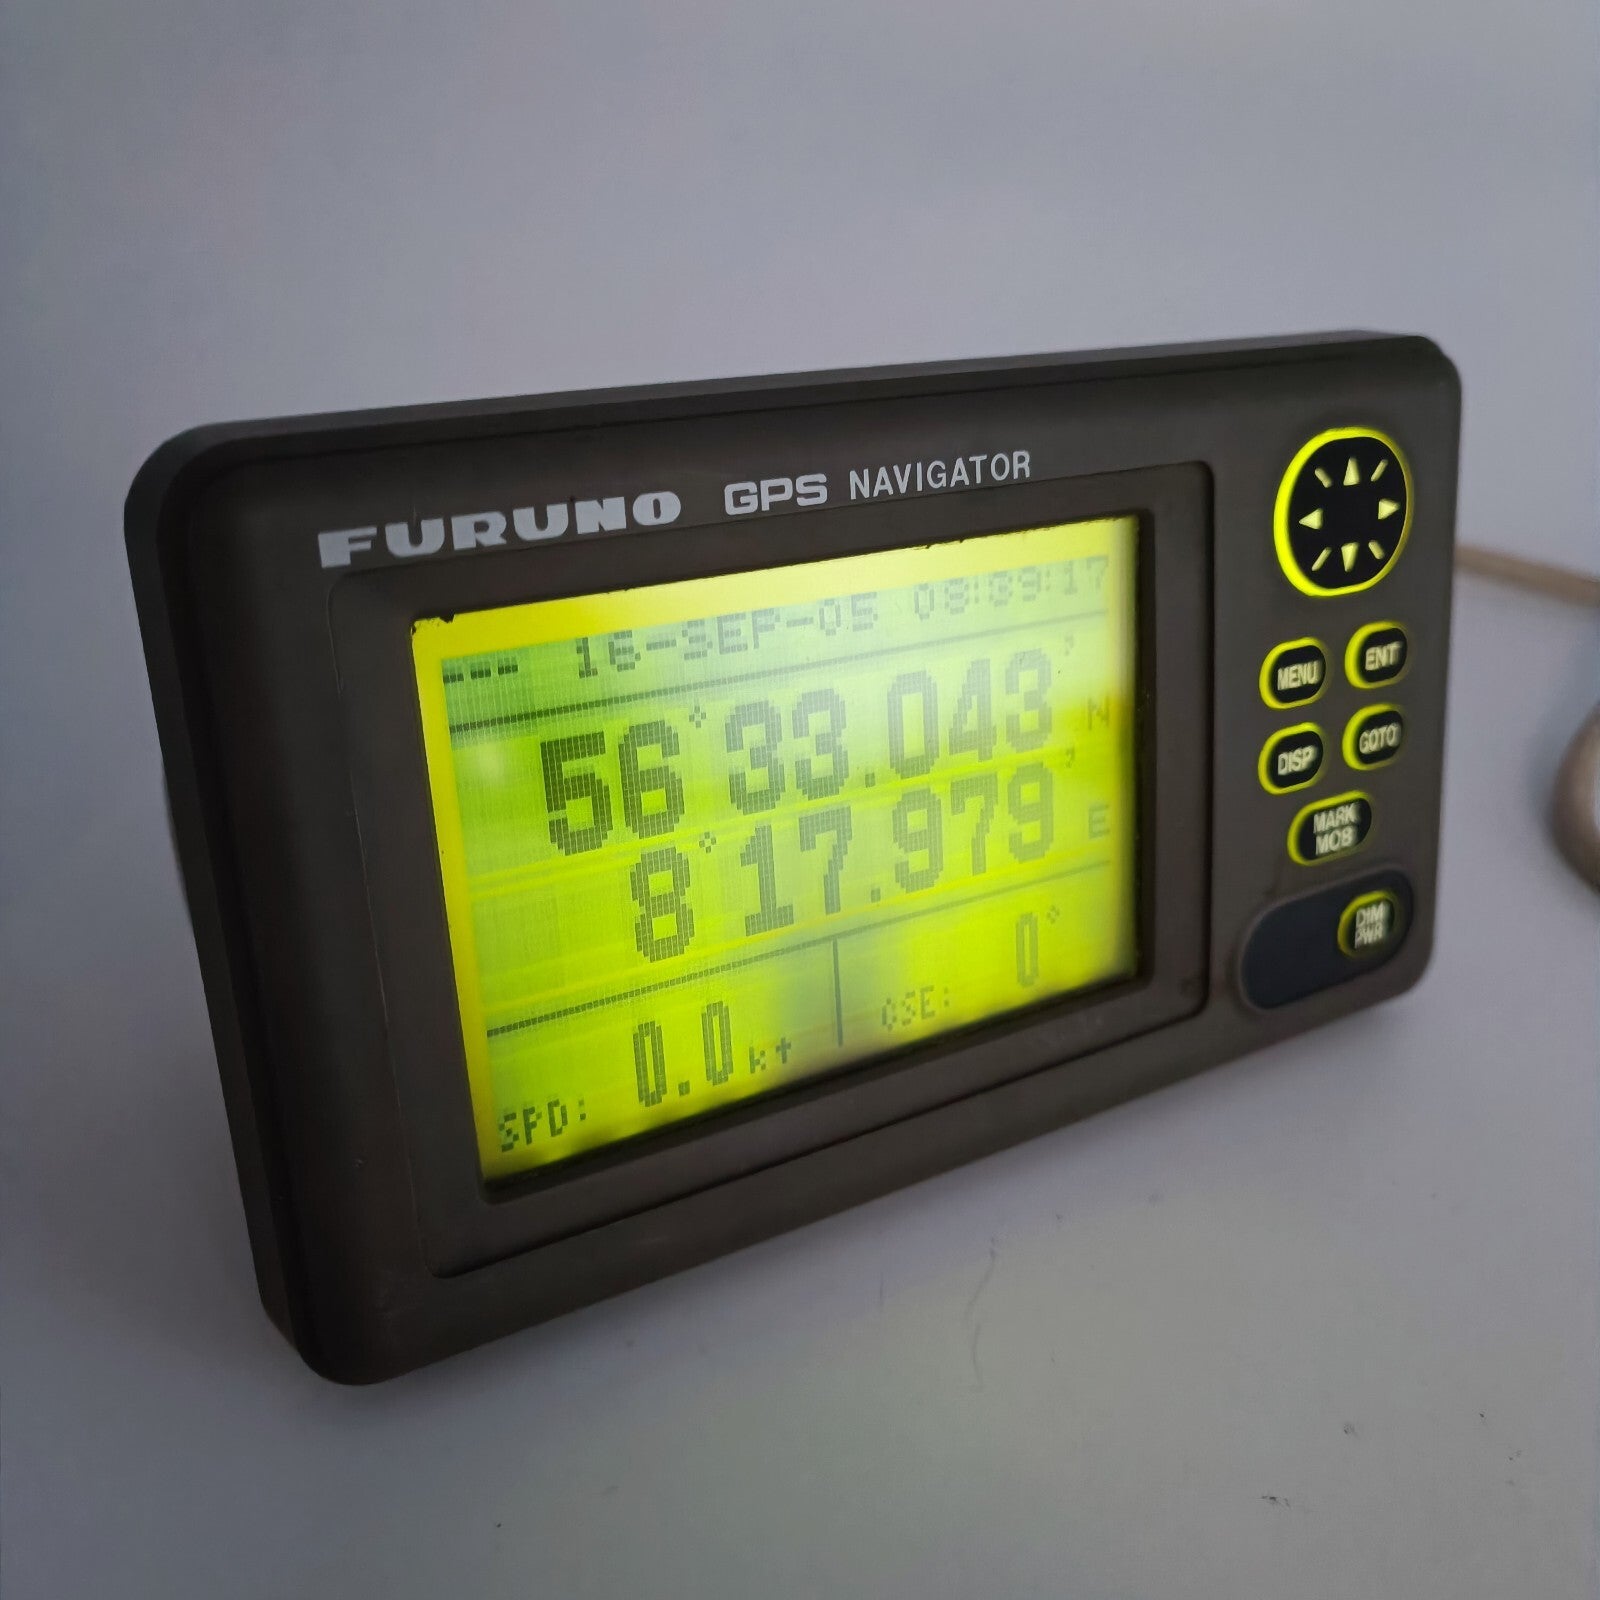 FURUNO GPS NAVIGATOR
--- 16-SEP-05 08:39:17
56°33.043' N
8°17.979' E
SPD: 0.0kt CSE: 0°
MENU ENT
DISP GOTO
MARK
MOB
DIM
PWR